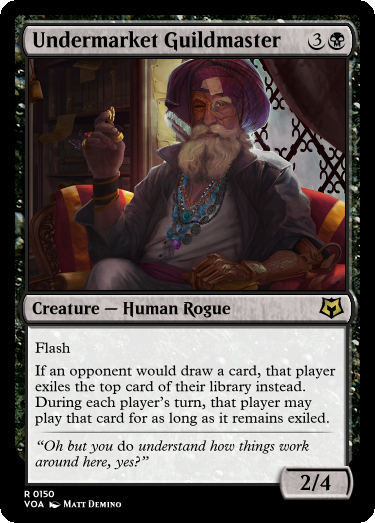 Undermarket Guildmaster 3
Creature — Human Rogue
Flash
If an opponent would draw a card, that player
exiles the top card of their library instead.
During each player's turn, that player may
play that card for as long as it remains exiled.
“Oh but you do understand how things work
around here, yes?”
2/4
R 0150
VOA Matt Demino